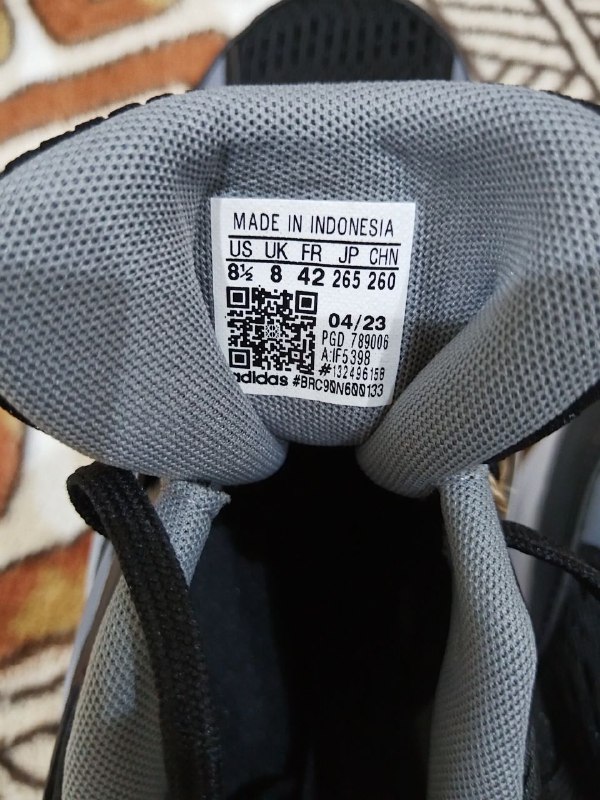 MADE IN INDONESIA
US UK FR JP CHN
8½ 8 42 265 260
04/23
PGD 789006
A:IF5398
#13249615B
adidas #BRC90N600133